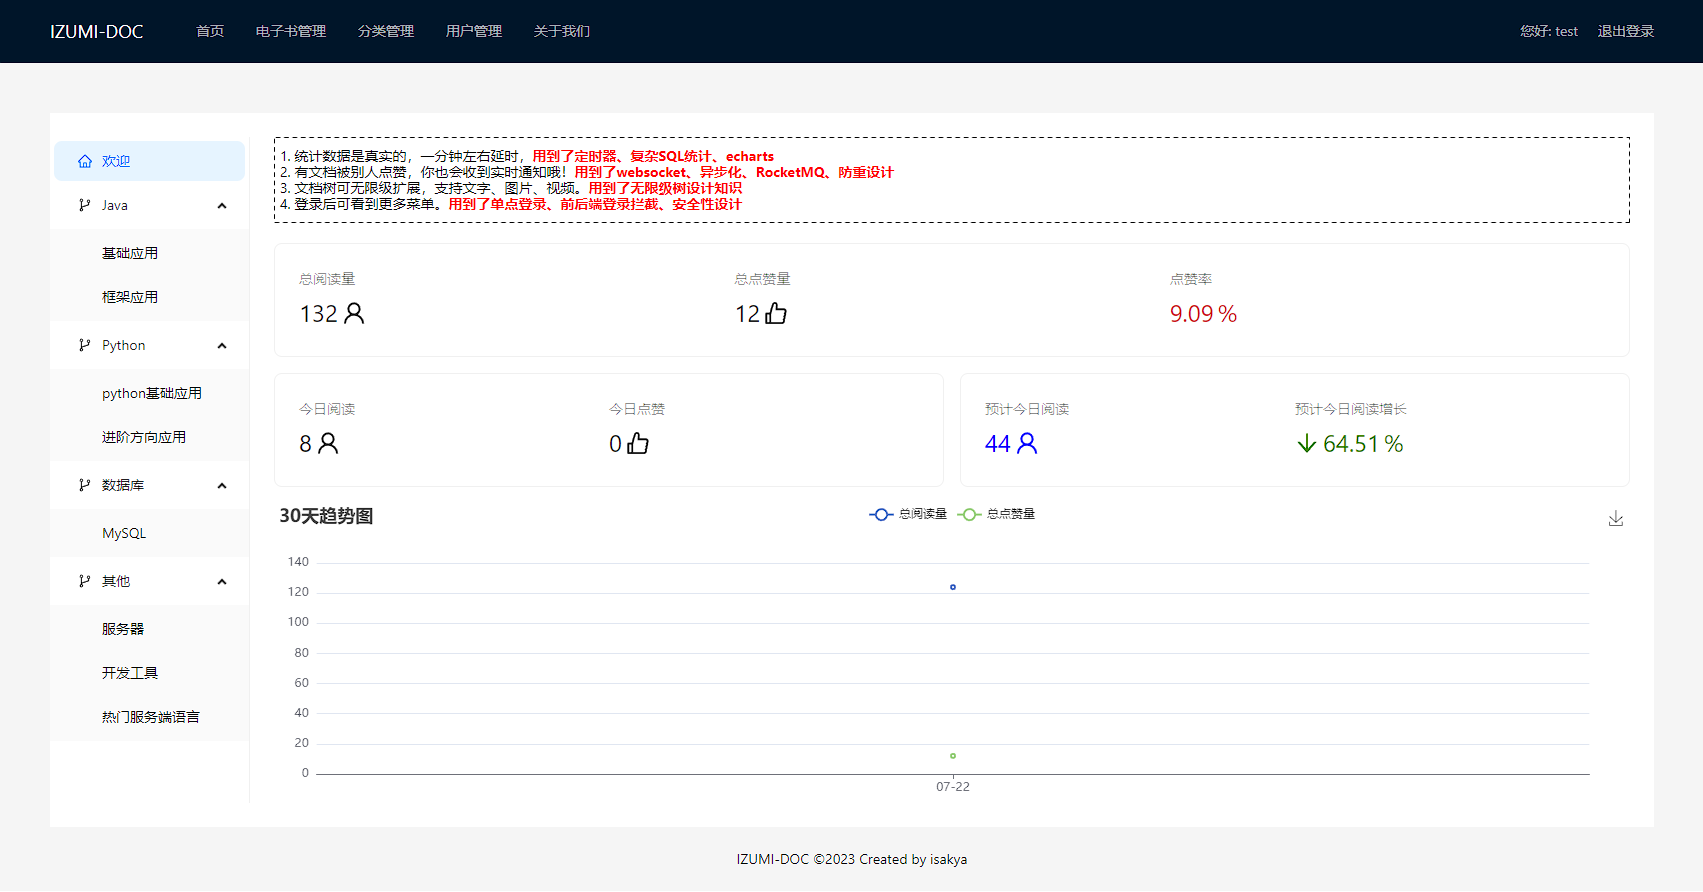 IZUMI-DOC 首页 电子书管理 分类管理 用户管理 关于我们 您好: test 退出登录
欢迎
Java
基础应用
框架应用
Python
python基础应用
进阶方向应用
数据库
MySQL
其他
服务器
开发工具
热门服务端语言
1. 统计数据是真实的，一分钟左右延时，用到了定时器、复杂SQL统计、echarts
2. 有文档被别人点赞，你也会收到实时通知哦！用到了websocket、异步化、RocketMQ、防重设计
3. 文档树可无限级扩展，支持文字、图片、视频。用到了无限级树设计知识
4. 登录后可看到更多菜单。用到了单点登录、前后端登录拦截、安全性设计
总阅读量 总点赞量 点赞率
132 12 9.09 %
今日阅读 今日点赞 预计今日阅读 预计今日阅读增长
8 0 44 64.51 %
30天趋势图 总阅读量 总点赞量
140
120
100
80
60
40
20
0
07-22
IZUMI-DOC ©2023 Created by isakya